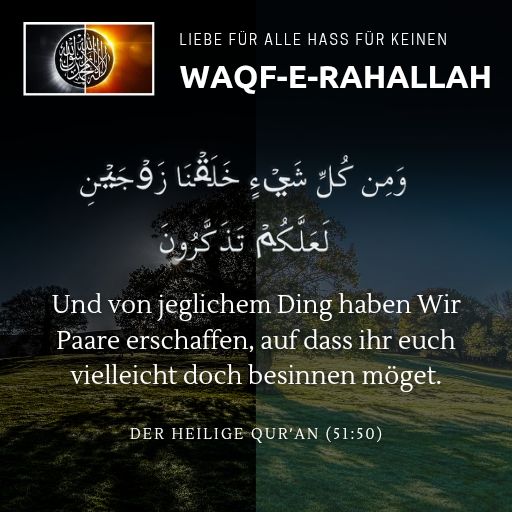 LIEBE FÜR ALLE HASS FÜR KEINEN
WAQF-E-RAHALLAH
وَمِن كُلِّ شَيْءٍ خَلَقْنَا زَوْجَيْنِ
لَعَلَّكُمْ تَذَكَّرُونَ
Und von jeglichem Ding haben Wir
Paare erschaffen, auf dass ihr euch
vielleicht doch besinnen möget.
DER HEILIGE QUR'AN (51:50)